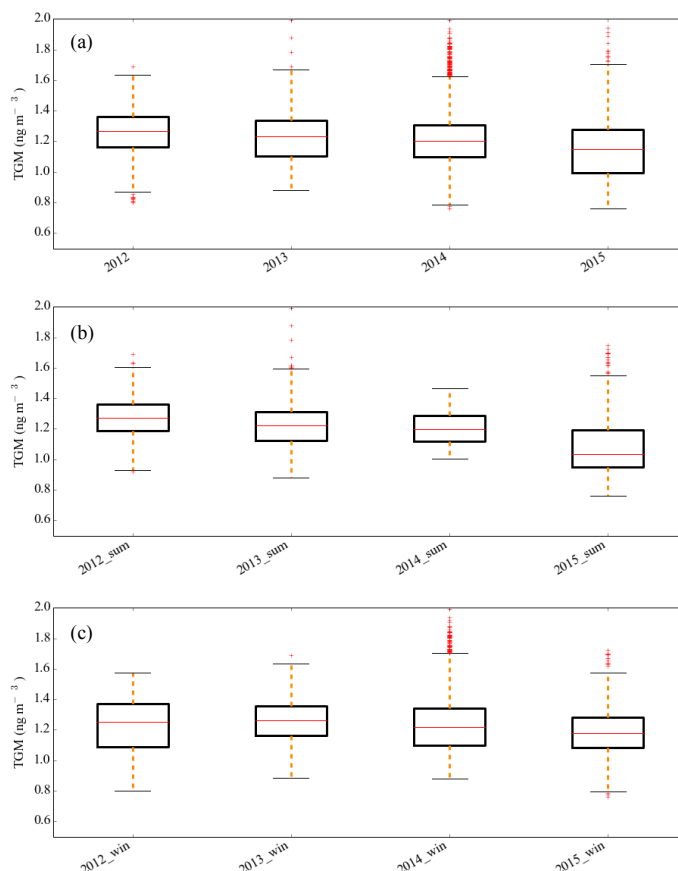 (a)
TGM (ng m⁻³)
2.0
1.8
1.6
1.4
1.2
1.0
0.8
0.6
2012
2013
2014
2015
(b)
TGM (ng m⁻³)
2.0
1.8
1.6
1.4
1.2
1.0
0.8
0.6
2012_sum
2013_sum
2014_sum
2015_sum
(c)
TGM (ng m⁻³)
2.0
1.8
1.6
1.4
1.2
1.0
0.8
0.6
2012_win
2013_win
2014_win
2015_win